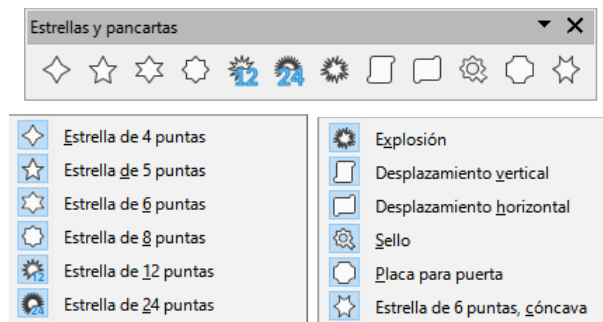 Estrellas y pancartas
12
24
Estrella de 4 puntas
Estrella de 5 puntas
Estrella de 6 puntas
Estrella de 8 puntas
12
Estrella de 12 puntas
24
Estrella de 24 puntas
Explosión
Desplazamiento vertical
Desplazamiento horizontal
Sello
Placa para puerta
Estrella de 6 puntas, cóncava